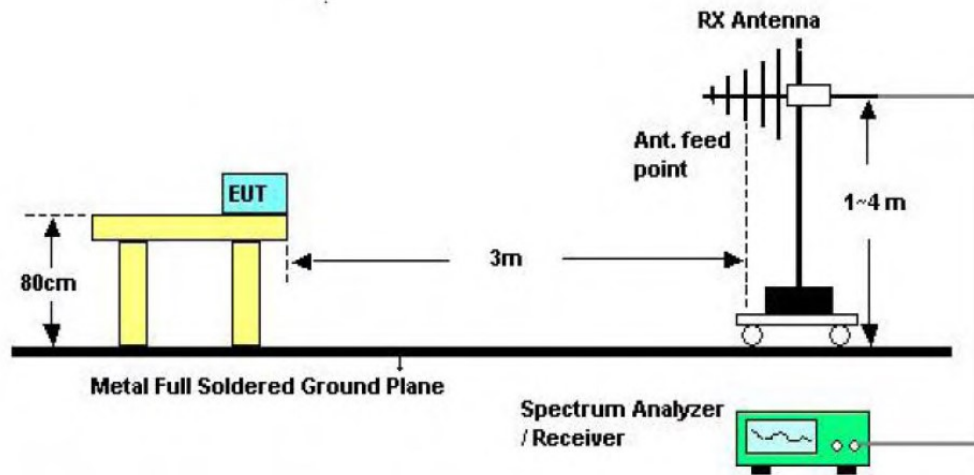 RX Antenna
Ant. feed
point
EUT
1~4 m
3m
80cm
Metal Full Soldered Ground Plane
Spectrum Analyzer
/ Receiver